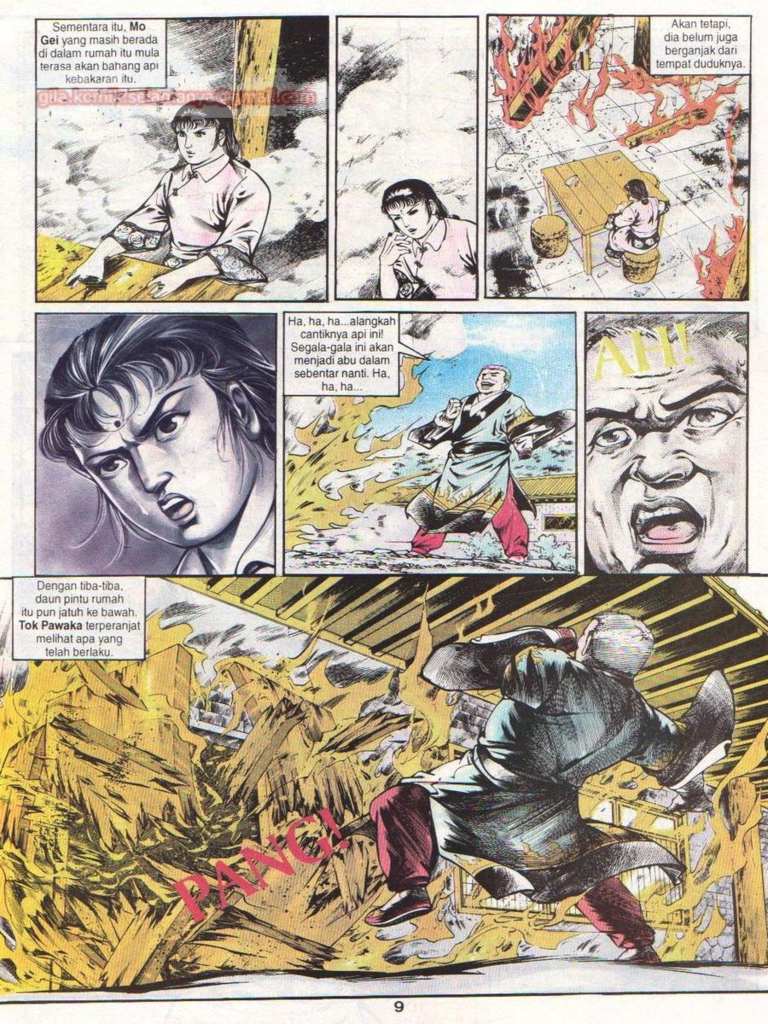 Sementara itu, Mo
Gei yang masih berada
di dalam rumah itu mula
terasa akan bahang api
kebakaran itu.
Akan tetapi,
dia belum juga
berganjak dari
tempat duduknya.
Ha, ha, ha...alangkah
cantiknya api ini!
Segala-gala ini akan
menjadi abu dalam
sebentar nanti. Ha,
ha, ha...
AH!
Dengan tiba-tiba,
daun pintu rumah
itu pun jatuh ke bawah.
Tok Pawaka terperanjat
melihat apa yang
telah berlaku.
PANG!
9